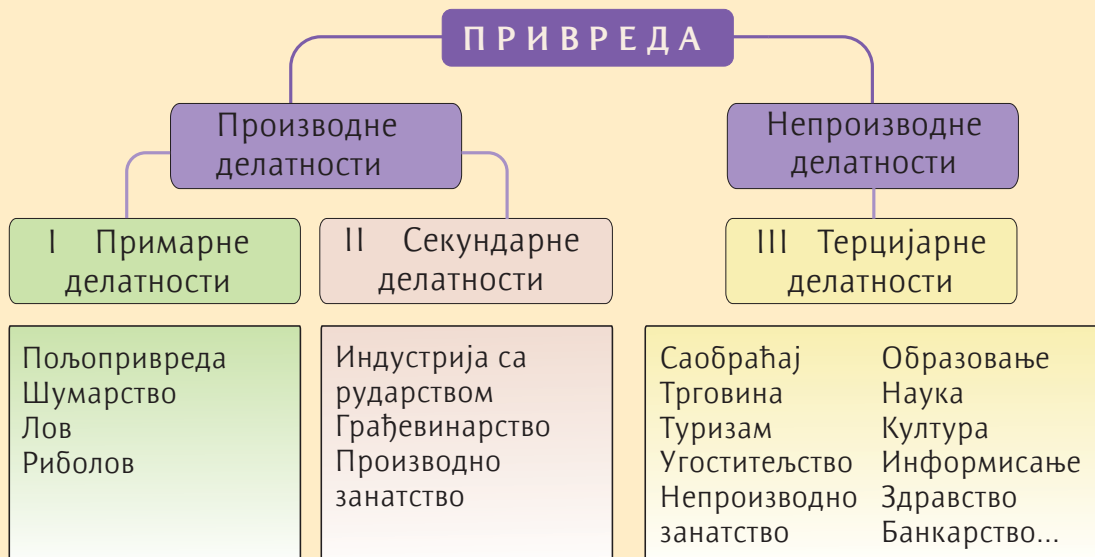 ПРИВРЕДА
Производне
делатности
Непроизводне
делатности
I Примарне
делатности
II Секундарне
делатности
III Терцијарне
делатности
Пољопривреда
Шумарство
Лов
Риболов
Индустрија са
рударством
Грађевинарство
Производно
занатство
Саобраћај
Трговина
Туризам
Угоститељство
Непроизводно
занатство
Образовање
Наука
Култура
Информисање
Здравство
Банкарство...